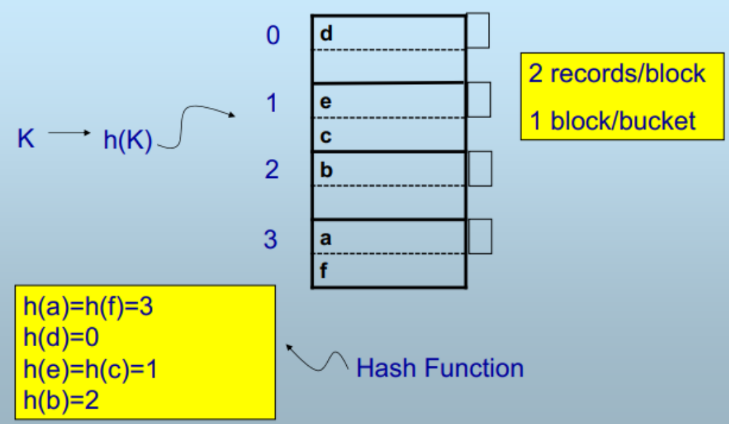 0
d
1
e
c
2
b
3
a
f
K
h(K)
2 records/block
1 block/bucket
h(a)=h(f)=3
h(d)=0
h(e)=h(c)=1
h(b)=2
Hash Function